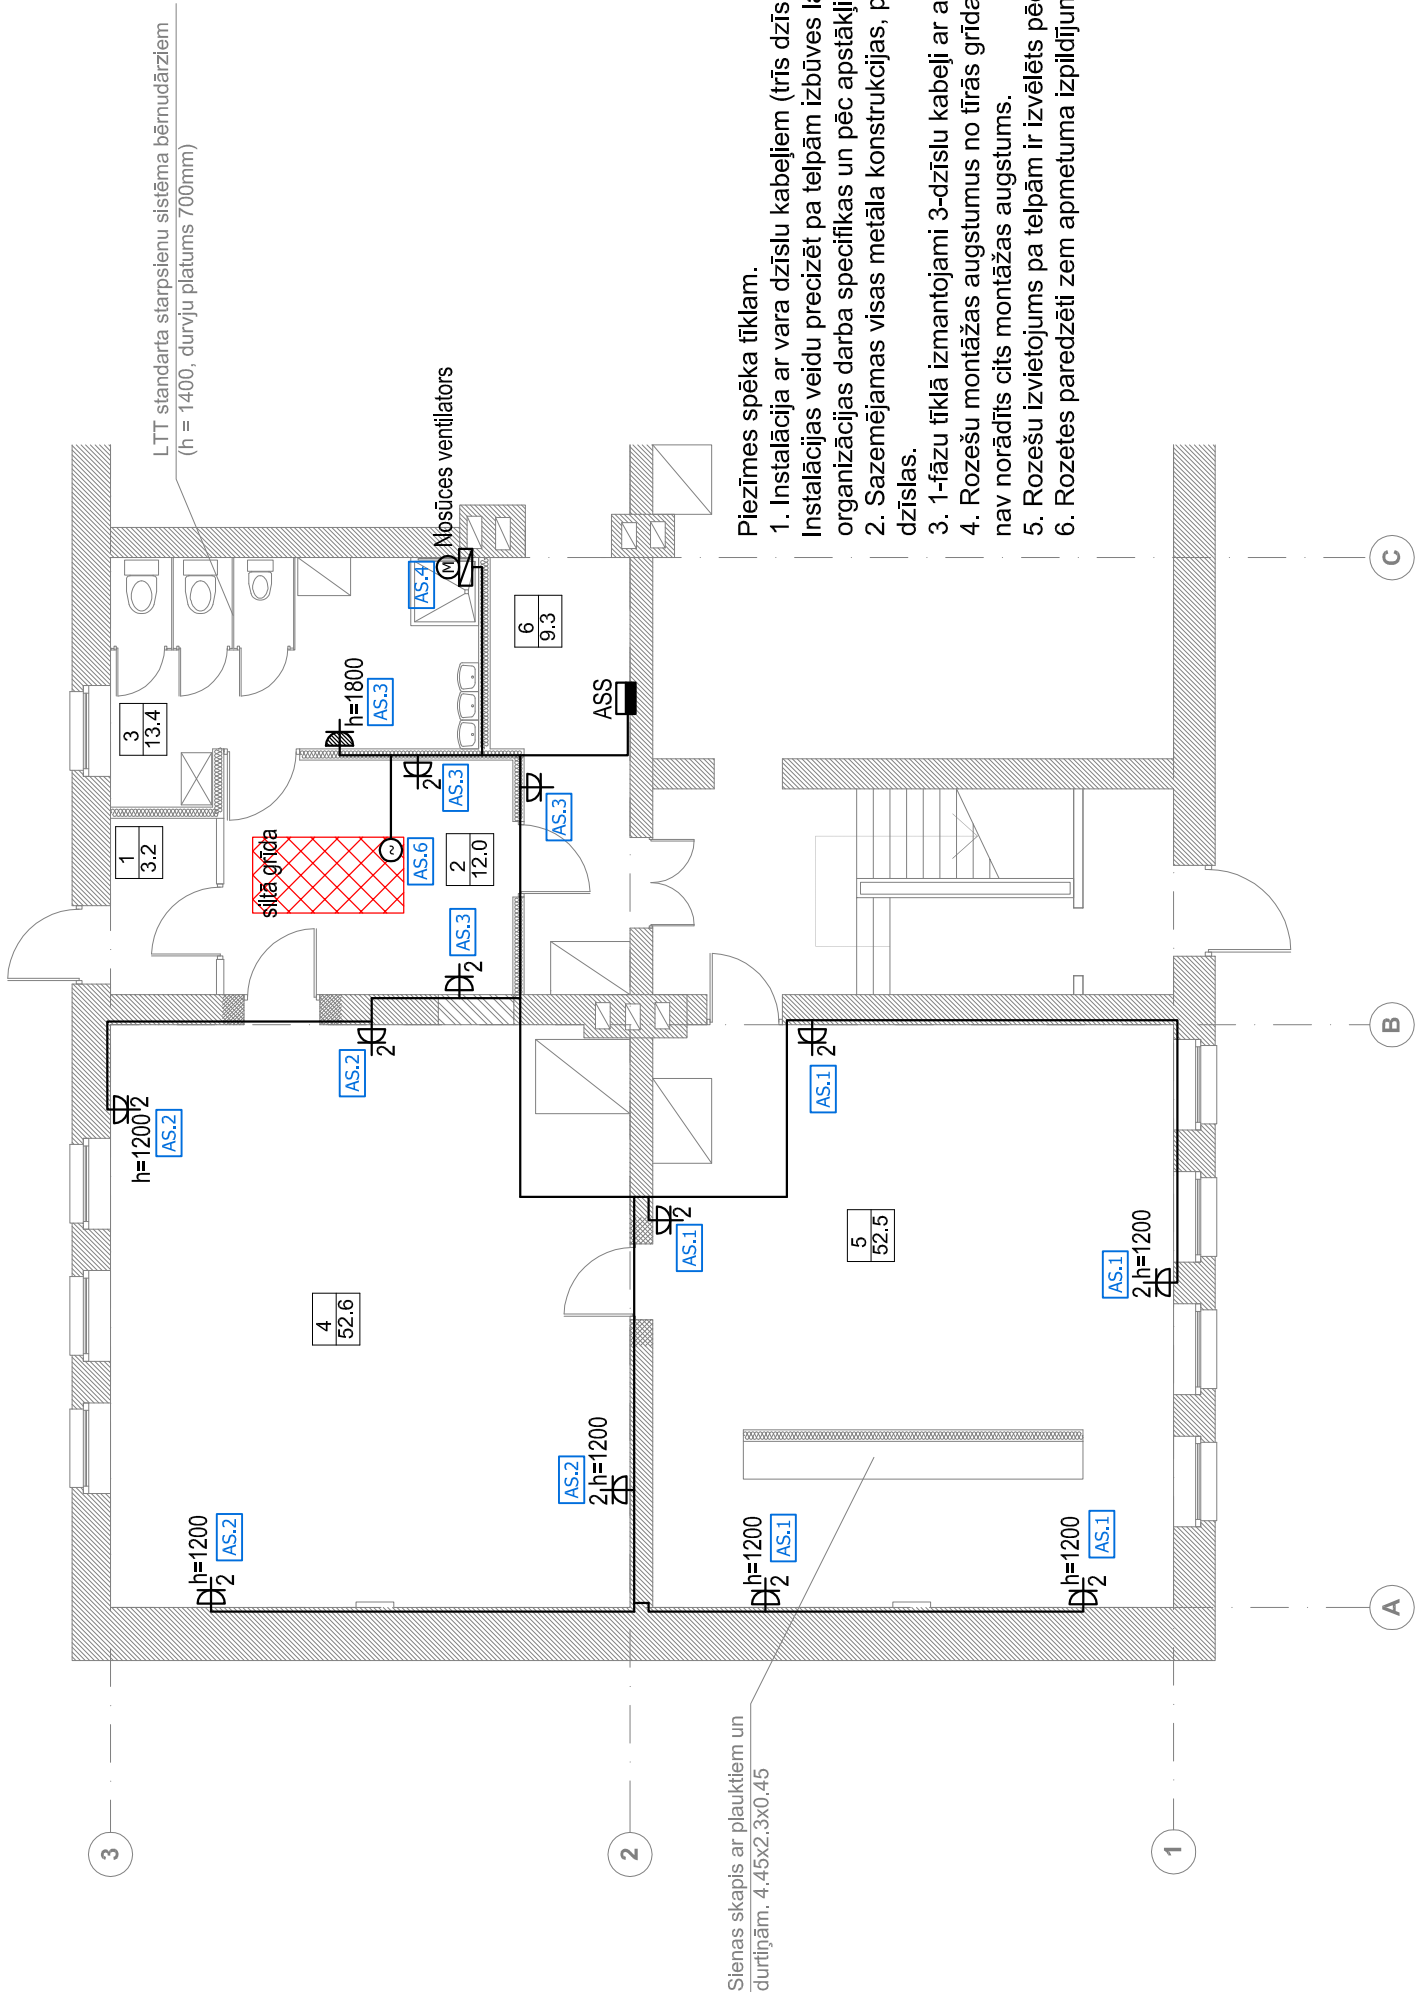 LTT standarta starpsienu sistēma bērnudārziem
(h = 1400, durvju platums 700mm)
Nosūces ventilators
M
AS.4
3
13.4
h=1800
AS.3
6
9.3
ASS
1
3.2
siltā grīda
~
AS.6
2
AS.3
2
12.0
AS.3
AS.3
2
2
AS.2
h=1200 2
AS.2
4
52.6
2 h=1200
AS.2
h=1200
2
AS.2
2
AS.1
2
AS.1
5
52.5
2 h=1200
AS.1
h=1200
2
AS.1
h=1200
2
AS.1
Sienas skapis ar plauktiem un
durtiņām, 4.45x2.3x0.45
3
2
1
A
B
C
Piezīmes spēka tīklam.
1. Instalācija ar vara dzīslu kabeļiem (trīs dzīs
Instalācijas veidu precizēt pa telpām izbūves la
organizācijas darba specifikas un pēc apstākļi
2. Sazemējamas visas metāla konstrukcijas, p
dzīslas.
3. 1-fāzu tīklā izmantojami 3-dzīslu kabeļi ar a
4. Rozešu montāžas augstumus no tīrās grīda
nav norādīts cits montāžas augstums.
5. Rozešu izvietojums pa telpām ir izvēlēts pēc
6. Rozetes paredzēti zem apmetuma izpildījum